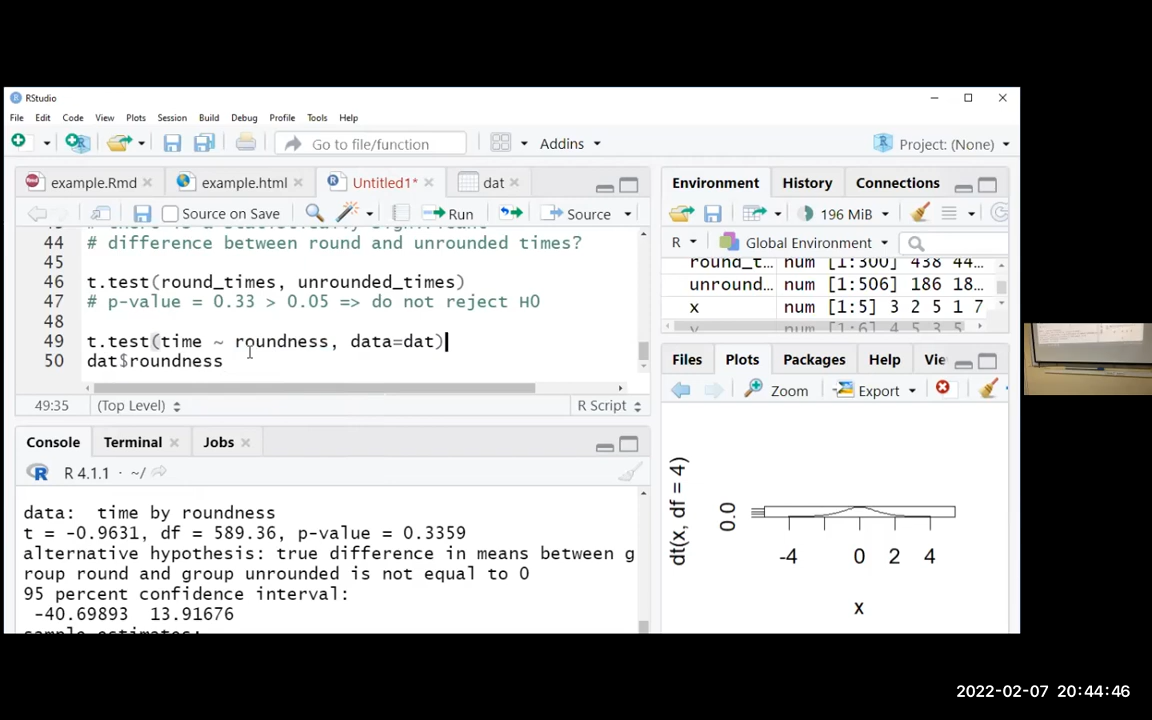 RStudio
File Edit Code View Plots Session Build Debug Profile Tools Help
Go to file/function Addins Project: (None)
example.Rmd example.html Untitled1* dat
Source on Save Run Source
44 # difference between round and unrounded times?
45
46 t.test(round_times, unrounded_times)
47 # p-value = 0.33 > 0.05 => do not reject H0
48
49 t.test(time ~ roundness, data=dat)
50 dat$roundness
49:35 (Top Level) R Script
Console Terminal Jobs
R 4.1.1 · ~/
data: time by roundness
t = -0.9631, df = 589.36, p-value = 0.3359
alternative hypothesis: true difference in means between g
roup round and group unrounded is not equal to 0
95 percent confidence interval:
-40.69893 13.91676
sample estimates:
Environment History Connections
196 MiB
R Global Environment
round_t… num [1:300] 438 44…
unround… num [1:506] 186 18…
x num [1:5] 3 2 5 1 7
Files Plots Packages Help Vie
Zoom Export
dt(x, df = 4)
0.0
-4 0 2 4
x
2022-02-07 20:44:46